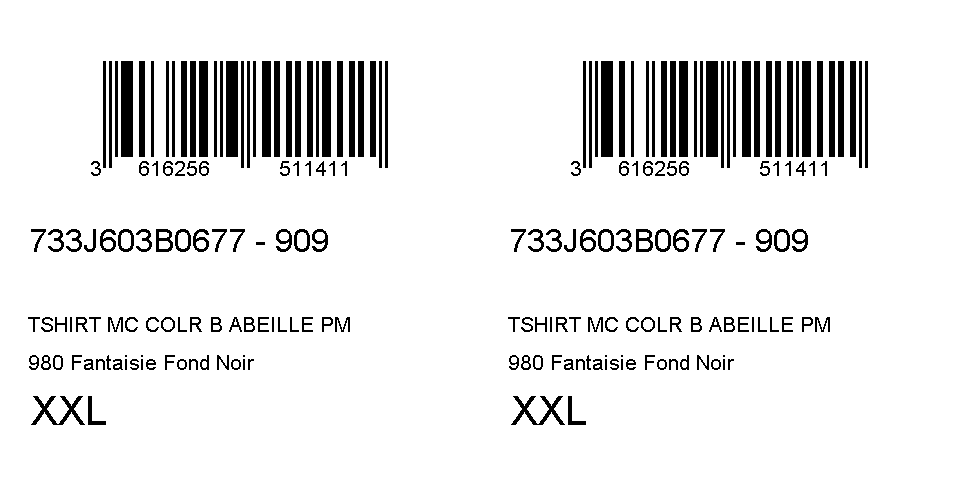 3 616256 511411
733J603B0677 - 909
TSHIRT MC COLR B ABEILLE PM
980 Fantaisie Fond Noir
XXL
3 616256 511411
733J603B0677 - 909
TSHIRT MC COLR B ABEILLE PM
980 Fantaisie Fond Noir
XXL